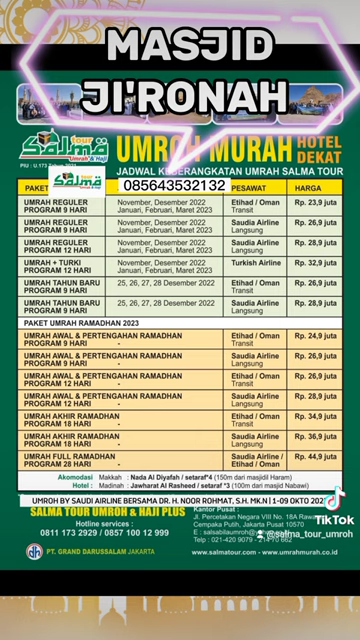 MASJID
JI'RONAH
Salma tour
Umrah & Haji
UMROH MURAH HOTEL DEKAT
JADWAL KEBERANGKATAN UMRAH SALMA TOUR
Salma tour
085643532132
PAKET PESAWAT HARGA
UMRAH REGULER November, Desember 2022 Etihad / Oman Rp. 23,9 juta
PROGRAM 9 HARI Januari, Februari, Maret 2023 Transit
UMRAH REGULER November, Desember 2022 Saudia Airline Rp. 26,9 juta
PROGRAM 9 HARI Januari, Februari, Maret 2023 Langsung
UMRAH REGULER November, Desember 2022 Saudia Airline Rp. 28,9 juta
PROGRAM 12 HARI Januari, Februari, Maret 2023 Langsung
UMRAH + TURKI November, Desember 2022 Turkish Airline Rp. 32,9 juta
PROGRAM 12 HARI Januari, Februari, Maret 2023
UMRAH TAHUN BARU 25, 26, 27, 28 Desember 2022 Etihad / Oman Rp. 26,9 juta
PROGRAM 9 HARI Transit
UMRAH TAHUN BARU 25, 26, 27, 28 Desember 2022 Saudia Airline Rp. 28,9 juta
PROGRAM 9 HARI Langsung
PAKET UMRAH RAMADHAN 2023
UMRAH AWAL & PERTENGAHAN RAMADHAN Etihad / Oman Rp. 24,9 juta
PROGRAM 9 HARI - Transit
UMRAH AWAL & PERTENGAHAN RAMADHAN Saudia Airline Rp. 26,9 juta
PROGRAM 9 HARI - Langsung
UMRAH AWAL & PERTENGAHAN RAMADHAN Etihad / Oman Rp. 26,9 juta
PROGRAM 12 HARI - Transit
UMRAH AWAL & PERTENGAHAN RAMADHAN Saudia Airline Rp. 28,9 juta
PROGRAM 12 HARI - Langsung
UMRAH AKHIR RAMADHAN Etihad / Oman Rp. 34,9 juta
PROGRAM 18 HARI - Transit
UMRAH AKHIR RAMADHAN Saudia Airline Rp. 36,9 juta
PROGRAM 18 HARI - Langsung
UMRAH FULL RAMADHAN Saudia Airline / Rp. 44,9 juta
PROGRAM 28 HARI - Etihad / Oman
Akomodasi Makkah : Nada Al Diyafah / setaraf*4 (150m dari masjidil Haram)
Hotel : Madinah : Jawharat Al Rasheed / setaraf *3 (100m dari masjid Nabawi)
UMROH BY SAUDI AIRLINE BERSAMA DR. H. NOOR ROHMAT, S.H. MK.N | 1-09 OKTO
SALMA TOUR UMROH & HAJI PLUS
Hotline services :
0811 173 2929 / 0857 100 12 999
PT. GRAND DARUSSALAM JAKARTA
Kantor Pusat :
Jl. Percetakan Negara VIII No. 18A
Cempaka Putih, Jakarta Pusat 10570
www.salmatour.com - www.umrahmurah.co.id
TikTok
@salma_tour_umroh